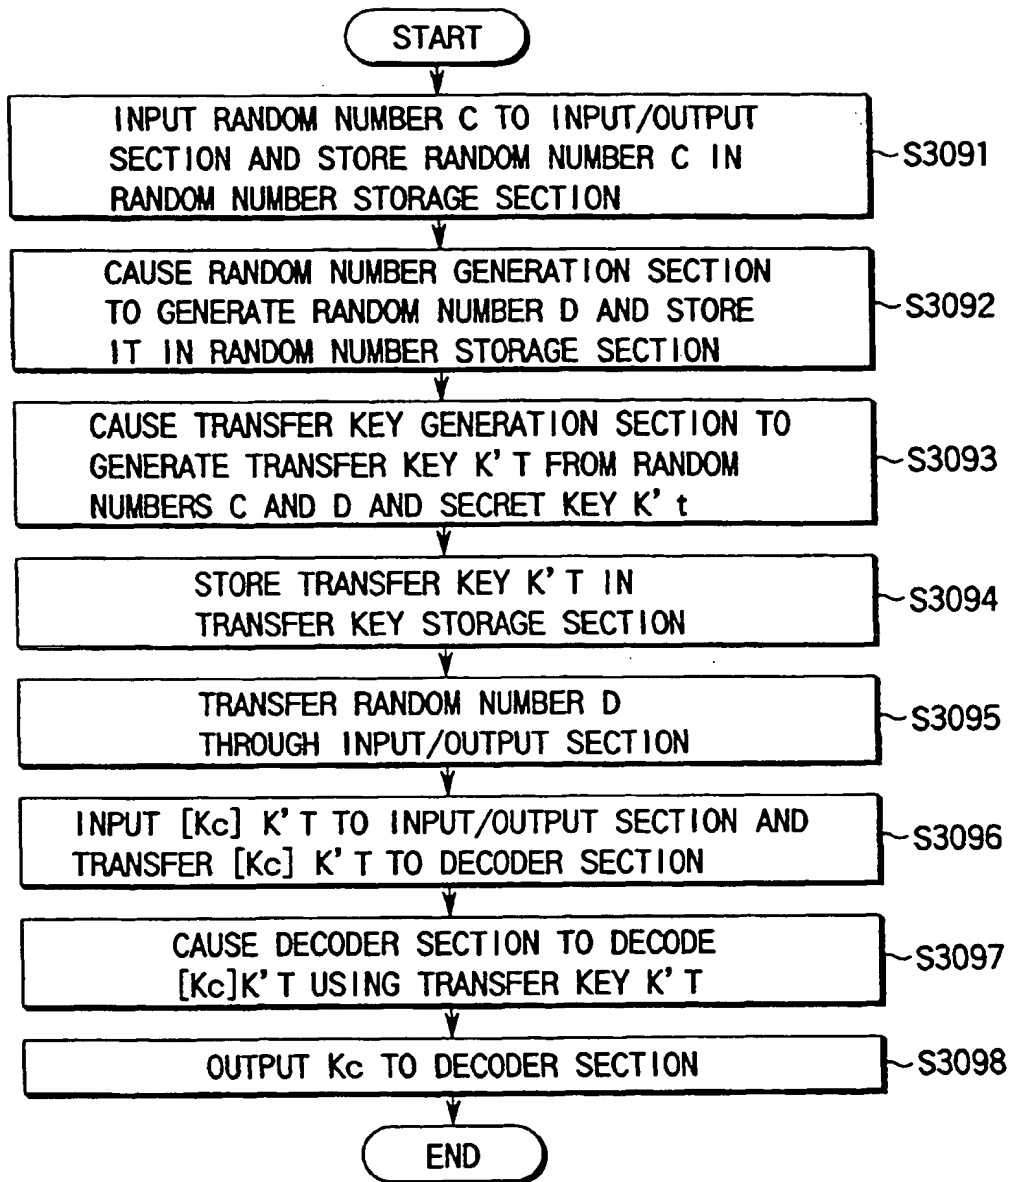 START
INPUT RANDOM NUMBER C TO INPUT/OUTPUT
SECTION AND STORE RANDOM NUMBER C IN
RANDOM NUMBER STORAGE SECTION
S3091
CAUSE RANDOM NUMBER GENERATION SECTION
TO GENERATE RANDOM NUMBER D AND STORE
IT IN RANDOM NUMBER STORAGE SECTION
S3092
CAUSE TRANSFER KEY GENERATION SECTION TO
GENERATE TRANSFER KEY K'T FROM RANDOM
NUMBERS C AND D AND SECRET KEY K't
S3093
STORE TRANSFER KEY K'T IN
TRANSFER KEY STORAGE SECTION
S3094
TRANSFER RANDOM NUMBER D
THROUGH INPUT/OUTPUT SECTION
S3095
INPUT [Kc] K'T TO INPUT/OUTPUT SECTION AND
TRANSFER [Kc] K'T TO DECODER SECTION
S3096
CAUSE DECODER SECTION TO DECODE
[Kc]K'T USING TRANSFER KEY K'T
S3097
OUTPUT Kc TO DECODER SECTION
S3098
END